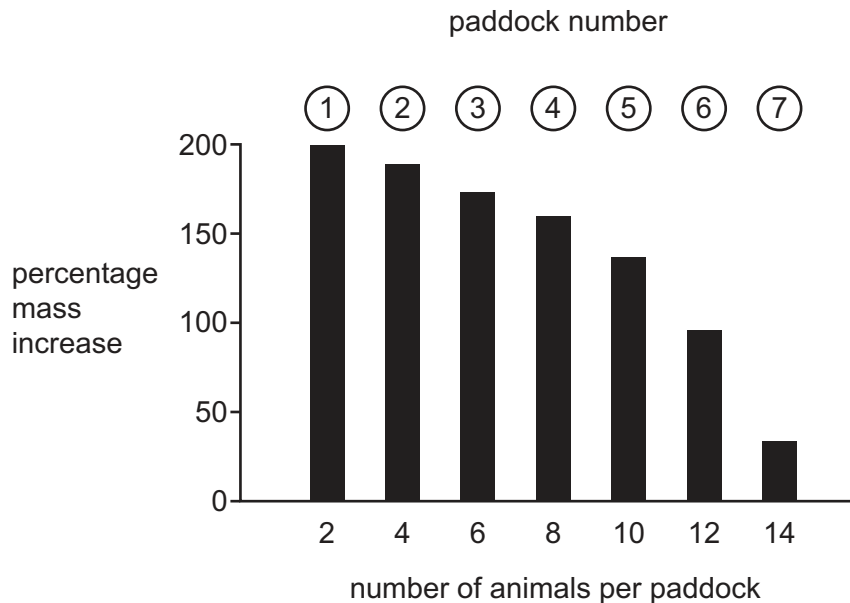 paddock number
1 2 3 4 5 6 7
200
150
100
50
0
percentage
mass
increase
2 4 6 8 10 12 14
number of animals per paddock